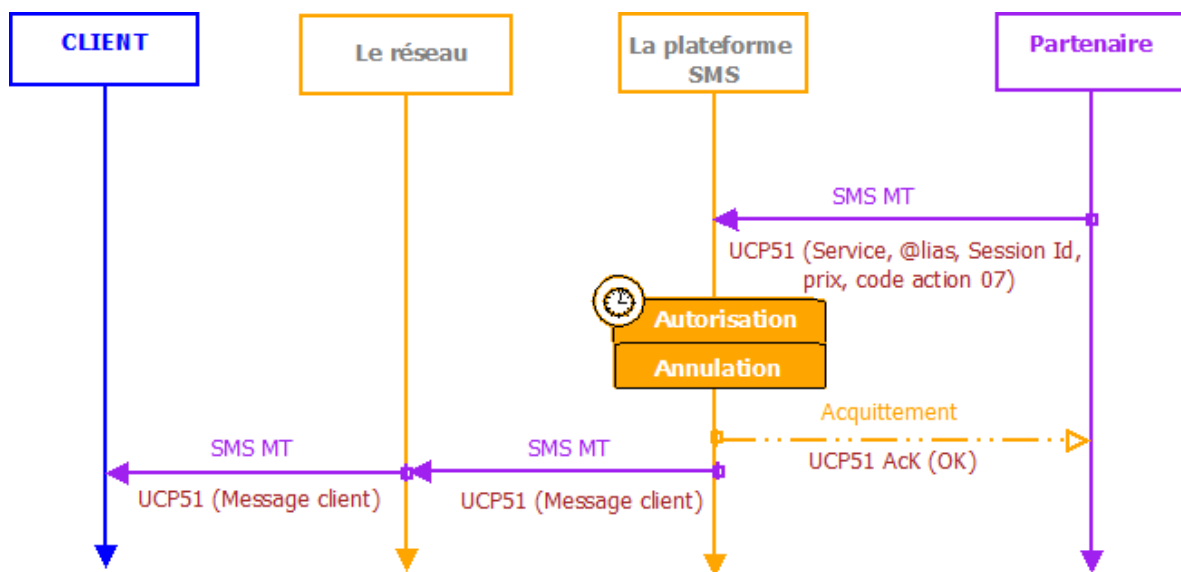 CLIENT
Le réseau
La plateforme
SMS
Partenaire
SMS MT
UCP51 (Service, @lias, Session Id,
prix, code action 07)
Autorisation
Annulation
Acquittement
UCP51 AcK (OK)
SMS MT
SMS MT
UCP51 (Message client)
UCP51 (Message client)